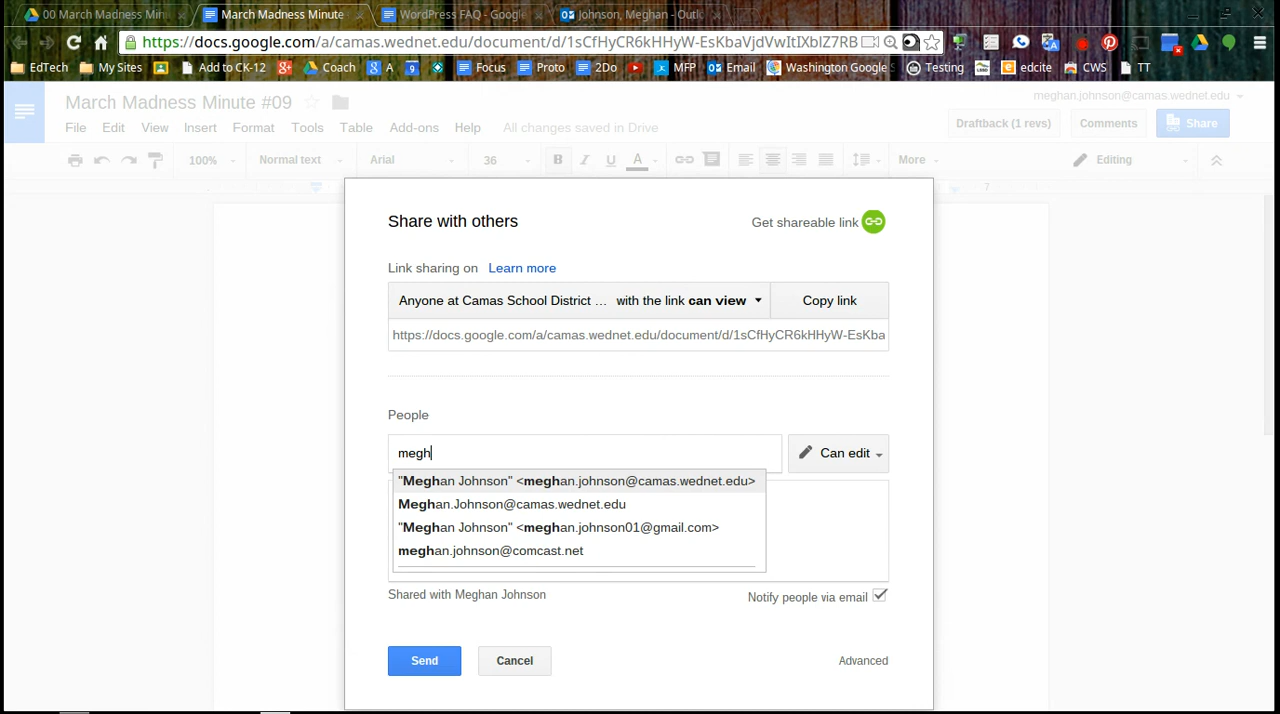 00 March Madness Min
March Madness Minute
WordPress FAQ - Google
Johnson, Meghan - Outlo
https://docs.google.com/a/camas.wednet.edu/document/d/1sCfHyCR6kHHyW-EsKbaVjdVwItIXblZ7RB
EdTech My Sites Add to CK-12 Coach A 9 Focus Proto 2Do MFP Email Washington Google Testing edcite CWS TT
March Madness Minute #09
meghan.johnson@camas.wednet.edu
File Edit View Insert Format Tools Table Add-ons Help All changes saved in Drive
Draftback (1 revs) Comments Share
100% Normal text Arial 36 B I U A More Editing
7
Share with others
Get shareable link
Link sharing on Learn more
Anyone at Camas School District ... with the link can view
Copy link
https://docs.google.com/a/camas.wednet.edu/document/d/1sCfHyCR6kHHyW-EsKba
People
megh
Can edit
"Meghan Johnson" <meghan.johnson@camas.wednet.edu>
Meghan.Johnson@camas.wednet.edu
"Meghan Johnson" <meghan.johnson01@gmail.com>
meghan.johnson@comcast.net
Shared with Meghan Johnson
Notify people via email
Send Cancel
Advanced